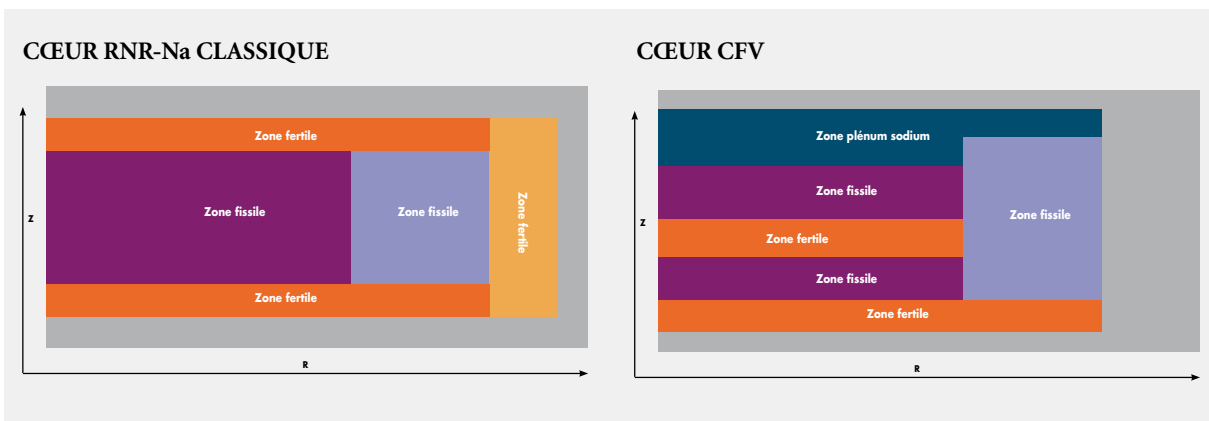 CŒUR RNR-Na CLASSIQUE
Zone fertile
Zone fissile
Zone fissile
Zone fertile
Zone fertile
Z
R
CŒUR CFV
Zone plénum sodium
Zone fissile
Zone fissile
Zone fertile
Zone fissile
Zone fertile
Z
R